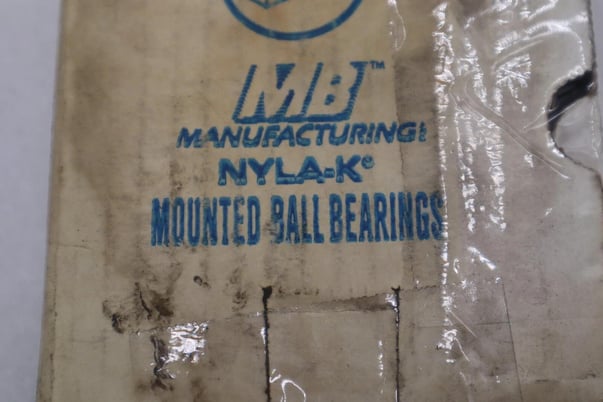 MB™
MANUFACTURING
NYLA-K®
MOUNTED BALL BEARINGS